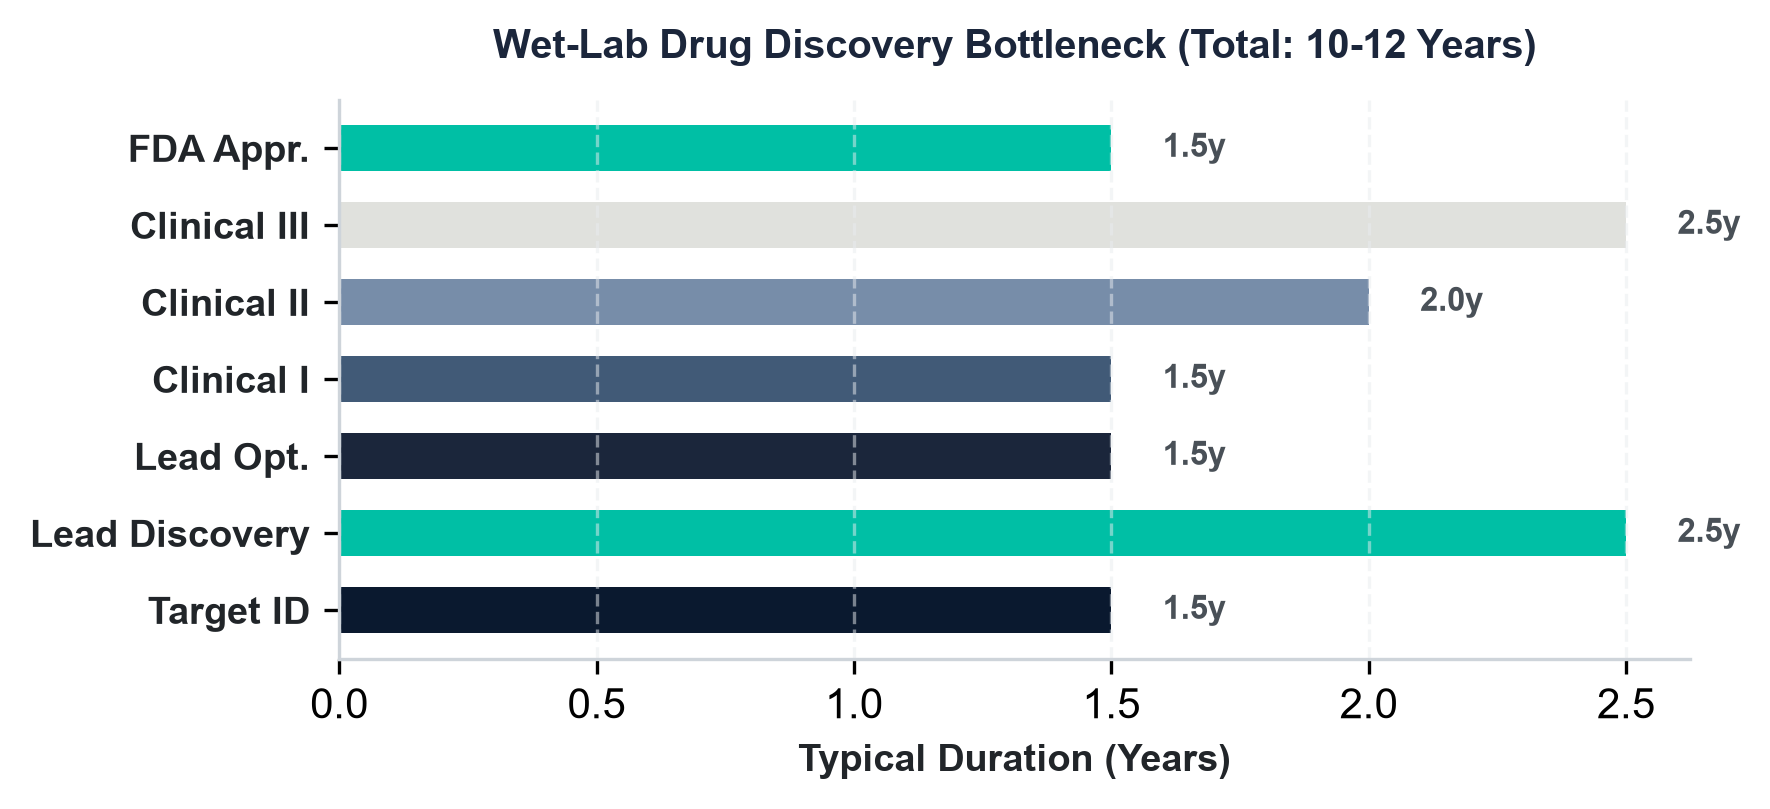 Wet-Lab Drug Discovery Bottleneck (Total: 10-12 Years)
FDA Appr. 1.5y
Clinical III 2.5y
Clinical II 2.0y
Clinical I 1.5y
Lead Opt. 1.5y
Lead Discovery 2.5y
Target ID 1.5y
0.0 0.5 1.0 1.5 2.0 2.5
Typical Duration (Years)